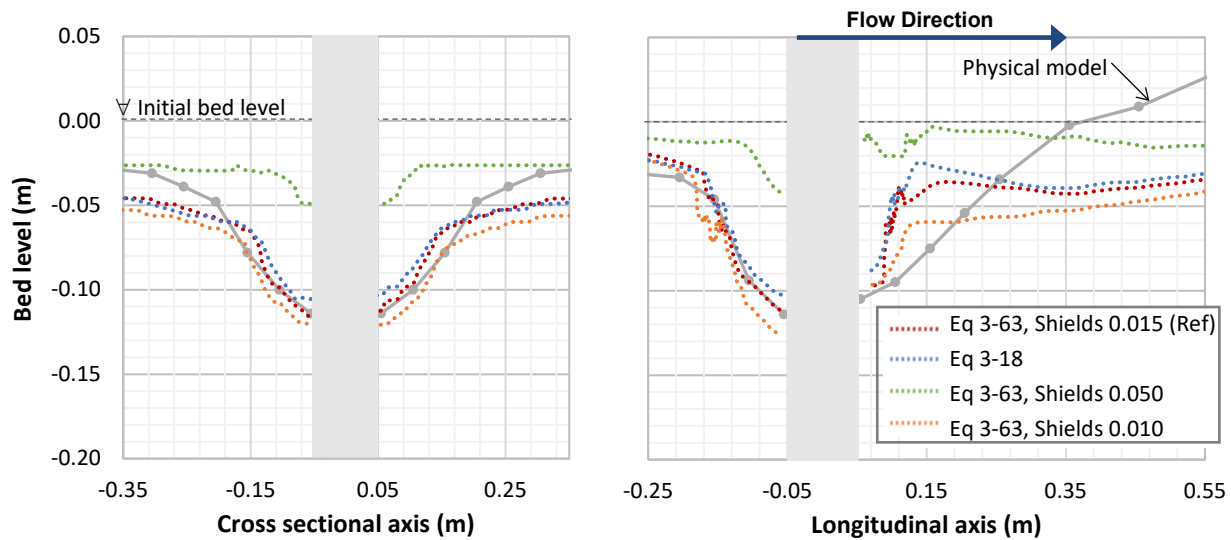 Flow Direction
0.05
0.00
-0.05
-0.10
-0.15
-0.20
Bed level (m)
Initial bed level
Physical model
Eq 3-63, Shields 0.015 (Ref)
Eq 3-18
Eq 3-63, Shields 0.050
Eq 3-63, Shields 0.010
-0.35 -0.15 0.05 0.25
Cross sectional axis (m)
-0.25 -0.05 0.15 0.35 0.55
Longitudinal axis (m)